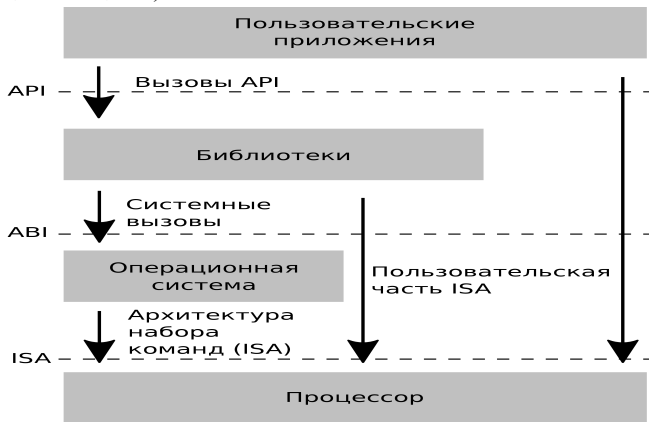 Пользовательские
приложения
Вызовы API
API
Библиотеки
Системные
вызовы
ABI
Операционная
система
Пользовательская
часть ISA
Архитектура
набора
команд (ISA)
ISA
Процессор